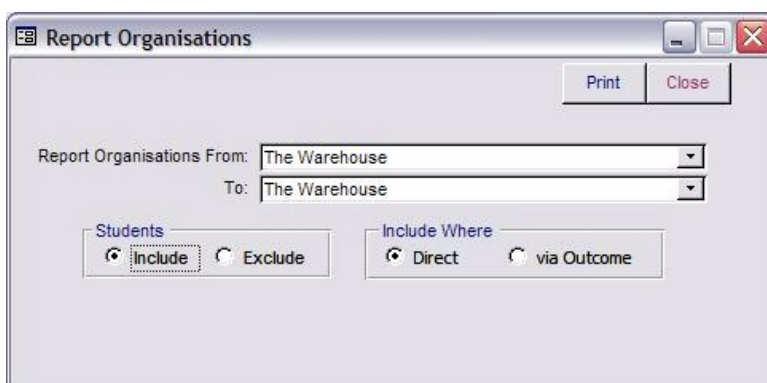 Report Organisations
Print Close
Report Organisations From: The Warehouse
To: The Warehouse
Students Include Where
Include Exclude Direct via Outcome